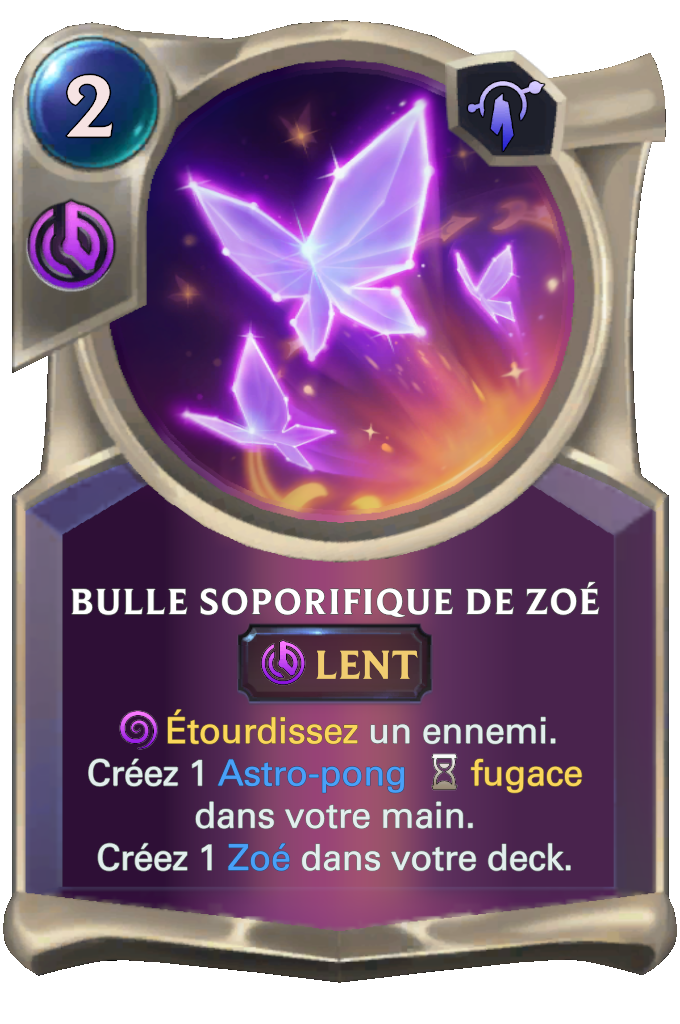 2
BULLE SOPORIFIQUE DE ZOÉ
LENT
Étourdissez un ennemi.
Créez 1 Astro-pong fugace
dans votre main.
Créez 1 Zoé dans votre deck.